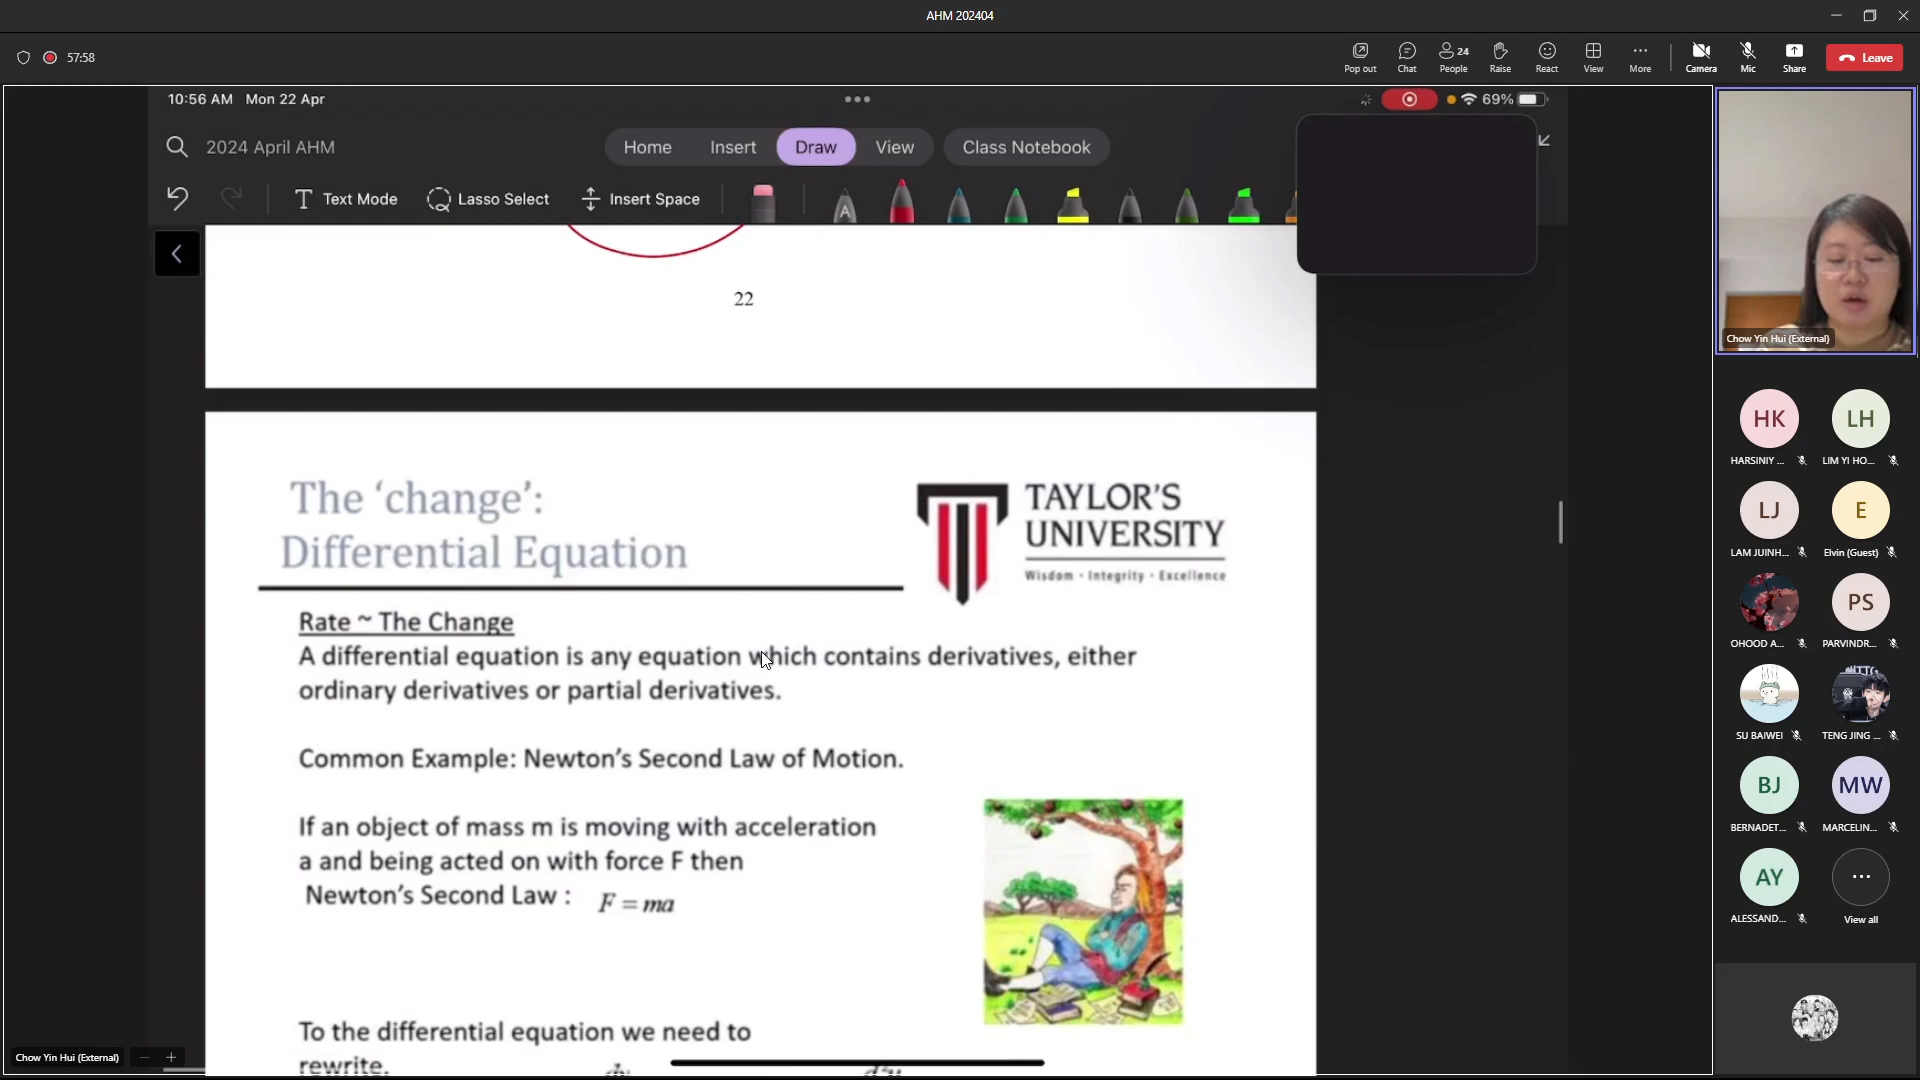 AHM 202404
57:58
Pop out
Chat
24
People
Raise
React
View
More
Camera
Mic
Share
Leave
10:56 AM Mon 22 Apr
69%
2024 April AHM
Home
Insert
Draw
View
Class Notebook
Text Mode
Lasso Select
Insert Space
A
22
The ‘change’:
Differential Equation
TAYLOR'S
UNIVERSITY
Wisdom · Integrity · Excellence
Rate ~ The Change
A differential equation is any equation which contains derivatives, either
ordinary derivatives or partial derivatives.
Common Example: Newton’s Second Law of Motion.
If an object of mass m is moving with acceleration
a and being acted on with force F then
Newton’s Second Law : F = ma
To the differential equation we need to
rewrite.
Chow Yin Hui (External)
Chow Yin Hui (External)
HK
HARSINIY ...
LH
LIM YI HO...
LJ
LAM JUINH...
E
Elvin (Guest)
OHOOD A...
PS
PARVINDR...
SU BAIWEI
TENG JING ...
BJ
BERNADET...
MW
MARCELIN...
AY
ALESSAND...
View all